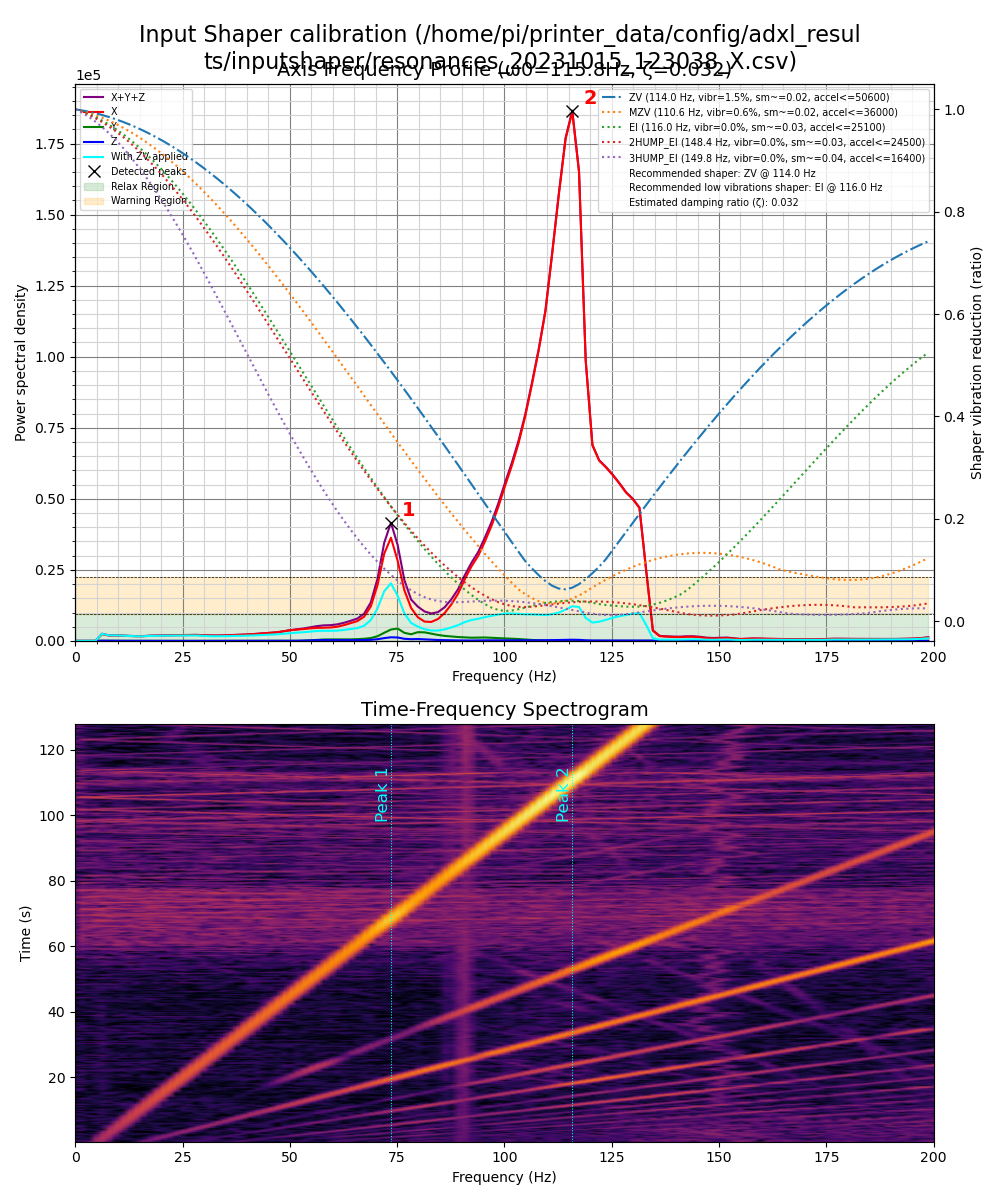 Input Shaper calibration (/home/pi/printer_data/config/adxl_resul
ts/inputshaper/resonances_20231015_123038_X.csv)
Axis Frequency Profile (ω0=115.8Hz, ζ=0.032)
1e5
X+Y+Z
X
Y
Z
With ZV applied
Detected peaks
Relax Region
Warning Region
ZV (114.0 Hz, vibr=1.5%, sm~=0.02, accel<=50600)
MZV (110.6 Hz, vibr=0.6%, sm~=0.02, accel<=36000)
EI (116.0 Hz, vibr=0.0%, sm~=0.03, accel<=25100)
2HUMP_EI (148.4 Hz, vibr=0.0%, sm~=0.03, accel<=24500)
3HUMP_EI (149.8 Hz, vibr=0.0%, sm~=0.04, accel<=16400)
Recommended shaper: ZV @ 114.0 Hz
Recommended low vibrations shaper: EI @ 116.0 Hz
Estimated damping ratio (ζ): 0.032
2
1
1.75
1.50
1.25
1.00
0.75
0.50
0.25
0.00
Power spectral density
1.0
0.8
0.6
0.4
0.2
0.0
Shaper vibration reduction (ratio)
0 25 50 75 100 125 150 175 200
Frequency (Hz)
Time-Frequency Spectrogram
Peak 1
Peak 2
120
100
80
60
40
20
Time (s)
0 25 50 75 100 125 150 175 200
Frequency (Hz)